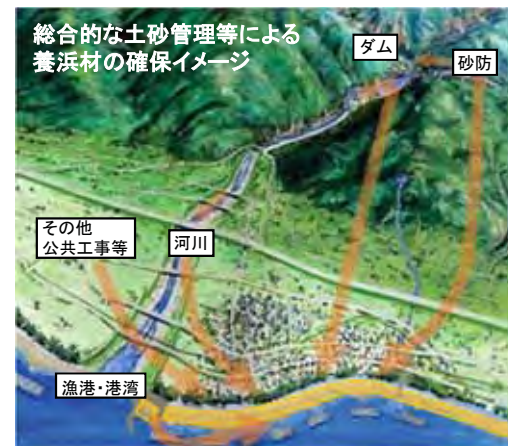 総合的な土砂管理等による
養浜材の確保イメージ
ダム
砂防
その他
公共工事等
河川
漁港・港湾